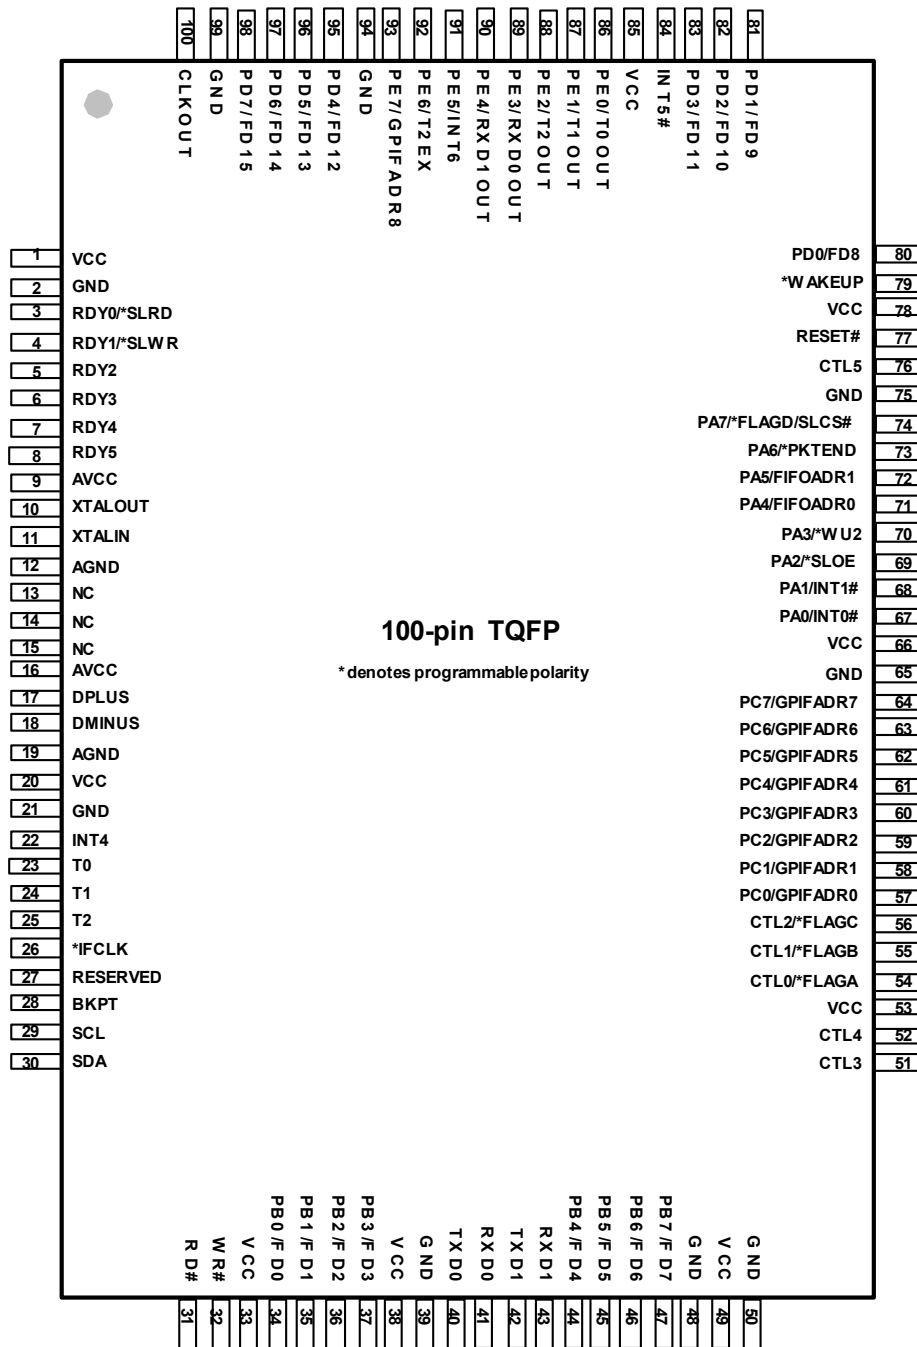 100 99 98 97 96 95 94 93 92 91 90 89 88 87 86 85 84 83 82 81
CLKOUT
GND
PD7/FD15
PD6/FD14
PD5/FD13
PD4/FD12
GND
PE7/GPIFADR8
PE6/T2EX
PE5/INT6
PE4/RXD1OUT
PE3/RXD0OUT
PE2/T2OUT
PE1/T1OUT
PE0/T0OUT
VCC
INT5#
PD3/FD11
PD2/FD10
PD1/FD9
1 VCC
2 GND
3 RDY0/*SLRD
4 RDY1/*SLWR
5 RDY2
6 RDY3
7 RDY4
8 RDY5
9 AVCC
10 XTALOUT
11 XTALIN
12 AGND
13 NC
14 NC
15 NC
16 AVCC
17 DPLUS
18 DMINUS
19 AGND
20 VCC
21 GND
22 INT4
23 T0
24 T1
25 T2
26 *IFCLK
27 RESERVED
28 BKPT
29 SCL
30 SDA
100-pin TQFP
* denotes programmable polarity
PD0/FD8 80
*WAKEUP 79
VCC 78
RESET# 77
CTL5 76
GND 75
PA7/*FLAGD/SLCS# 74
PA6/*PKTEND 73
PA5/FIFOADR1 72
PA4/FIFOADR0 71
PA3/*WU2 70
PA2/*SLOE 69
PA1/INT1# 68
PA0/INT0# 67
VCC 66
GND 65
PC7/GPIFADR7 64
PC6/GPIFADR6 63
PC5/GPIFADR5 62
PC4/GPIFADR4 61
PC3/GPIFADR3 60
PC2/GPIFADR2 59
PC1/GPIFADR1 58
PC0/GPIFADR0 57
CTL2/*FLAGC 56
CTL1/*FLAGB 55
CTL0/*FLAGA 54
VCC 53
CTL4 52
CTL3 51
RD#
WR#
VCC
PB0/FD0
PB1/FD1
PB2/FD2
PB3/FD3
VCC
GND
TXD0
RXD0
TXD1
RXD1
PB4/FD4
PB5/FD5
PB6/FD6
PB7/FD7
GND
VCC
GND
31 32 33 34 35 36 37 38 39 40 41 42 43 44 45 46 47 48 49 50